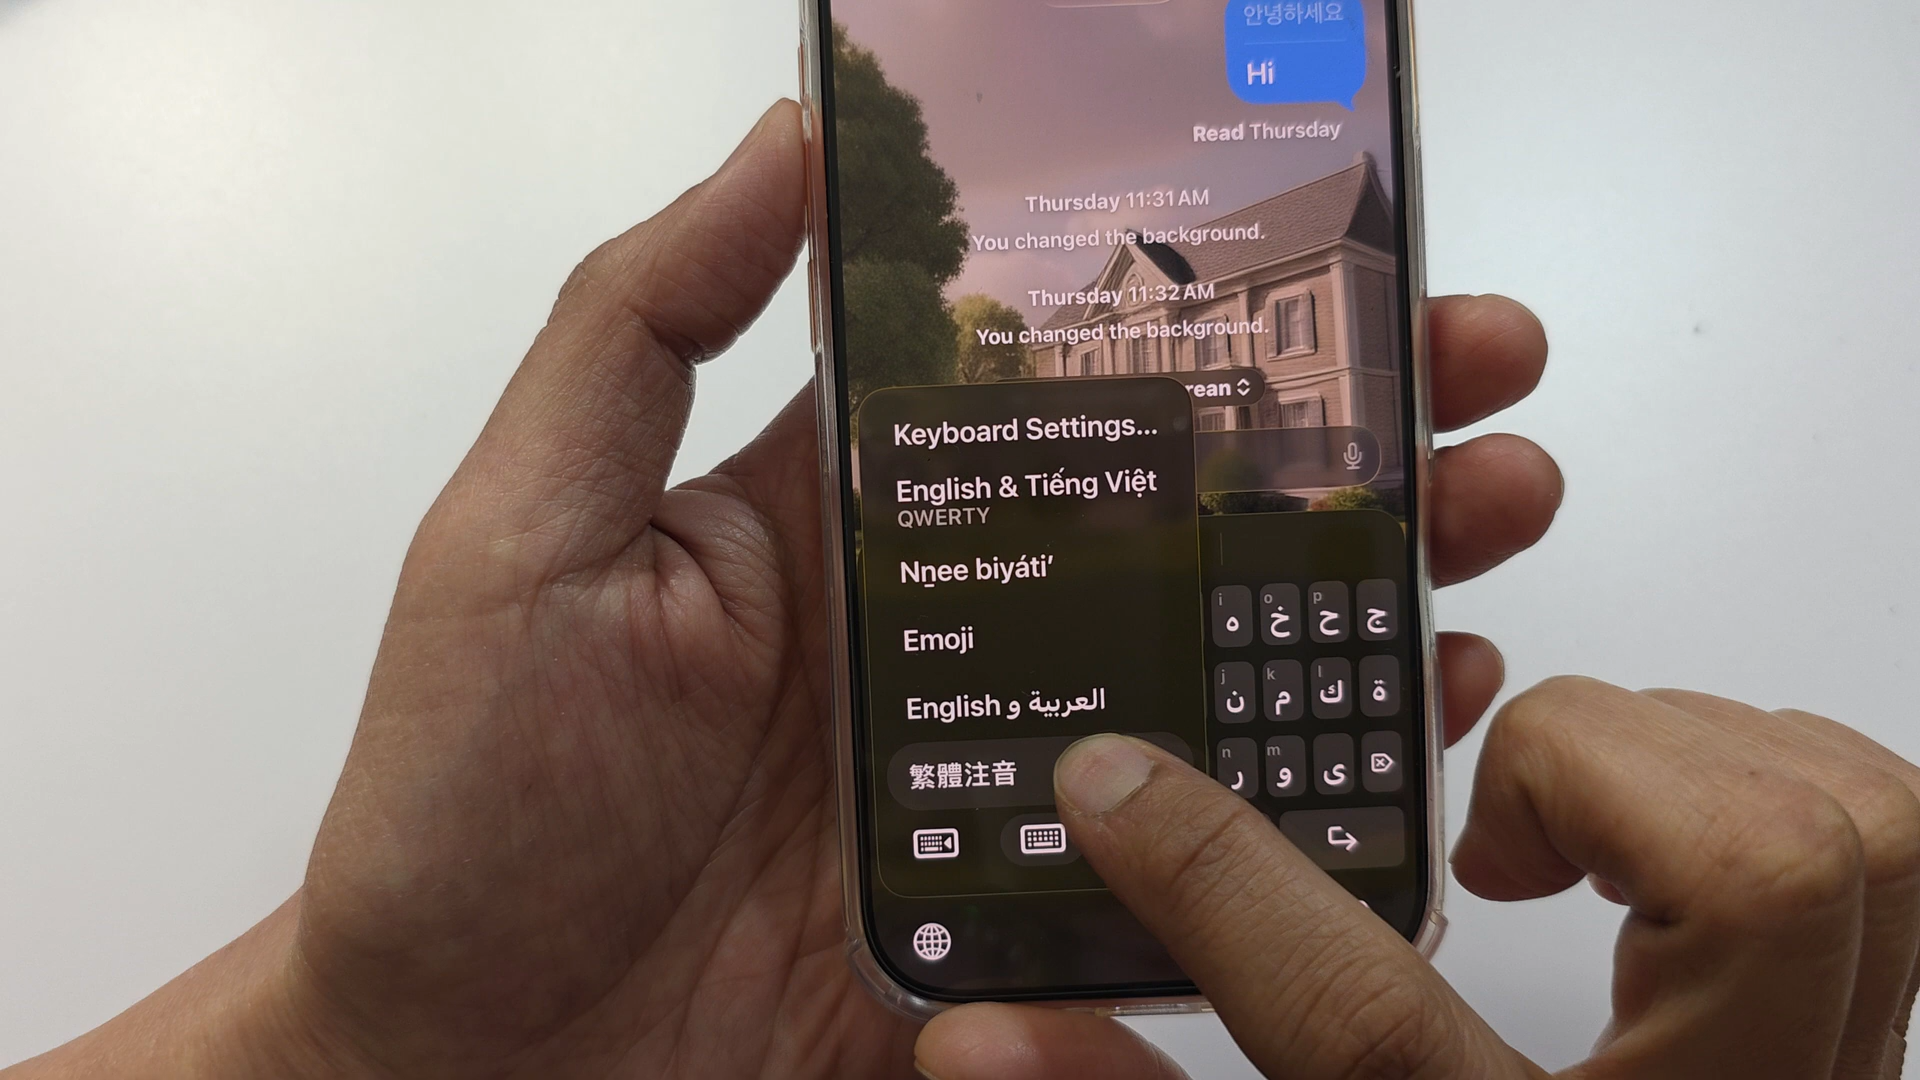 안녕하세요
Hi
Read Thursday
Thursday 11:31 AM
You changed the background.
Thursday 11:32 AM
You changed the background.
rean
Keyboard Settings...
English & Tiếng Việt
QWERTY
Nṉee biyáti’
Emoji
English و العربية
繁體注音
i ه o خ p ح ج
j ن k م l ك ة
n ر m و ى